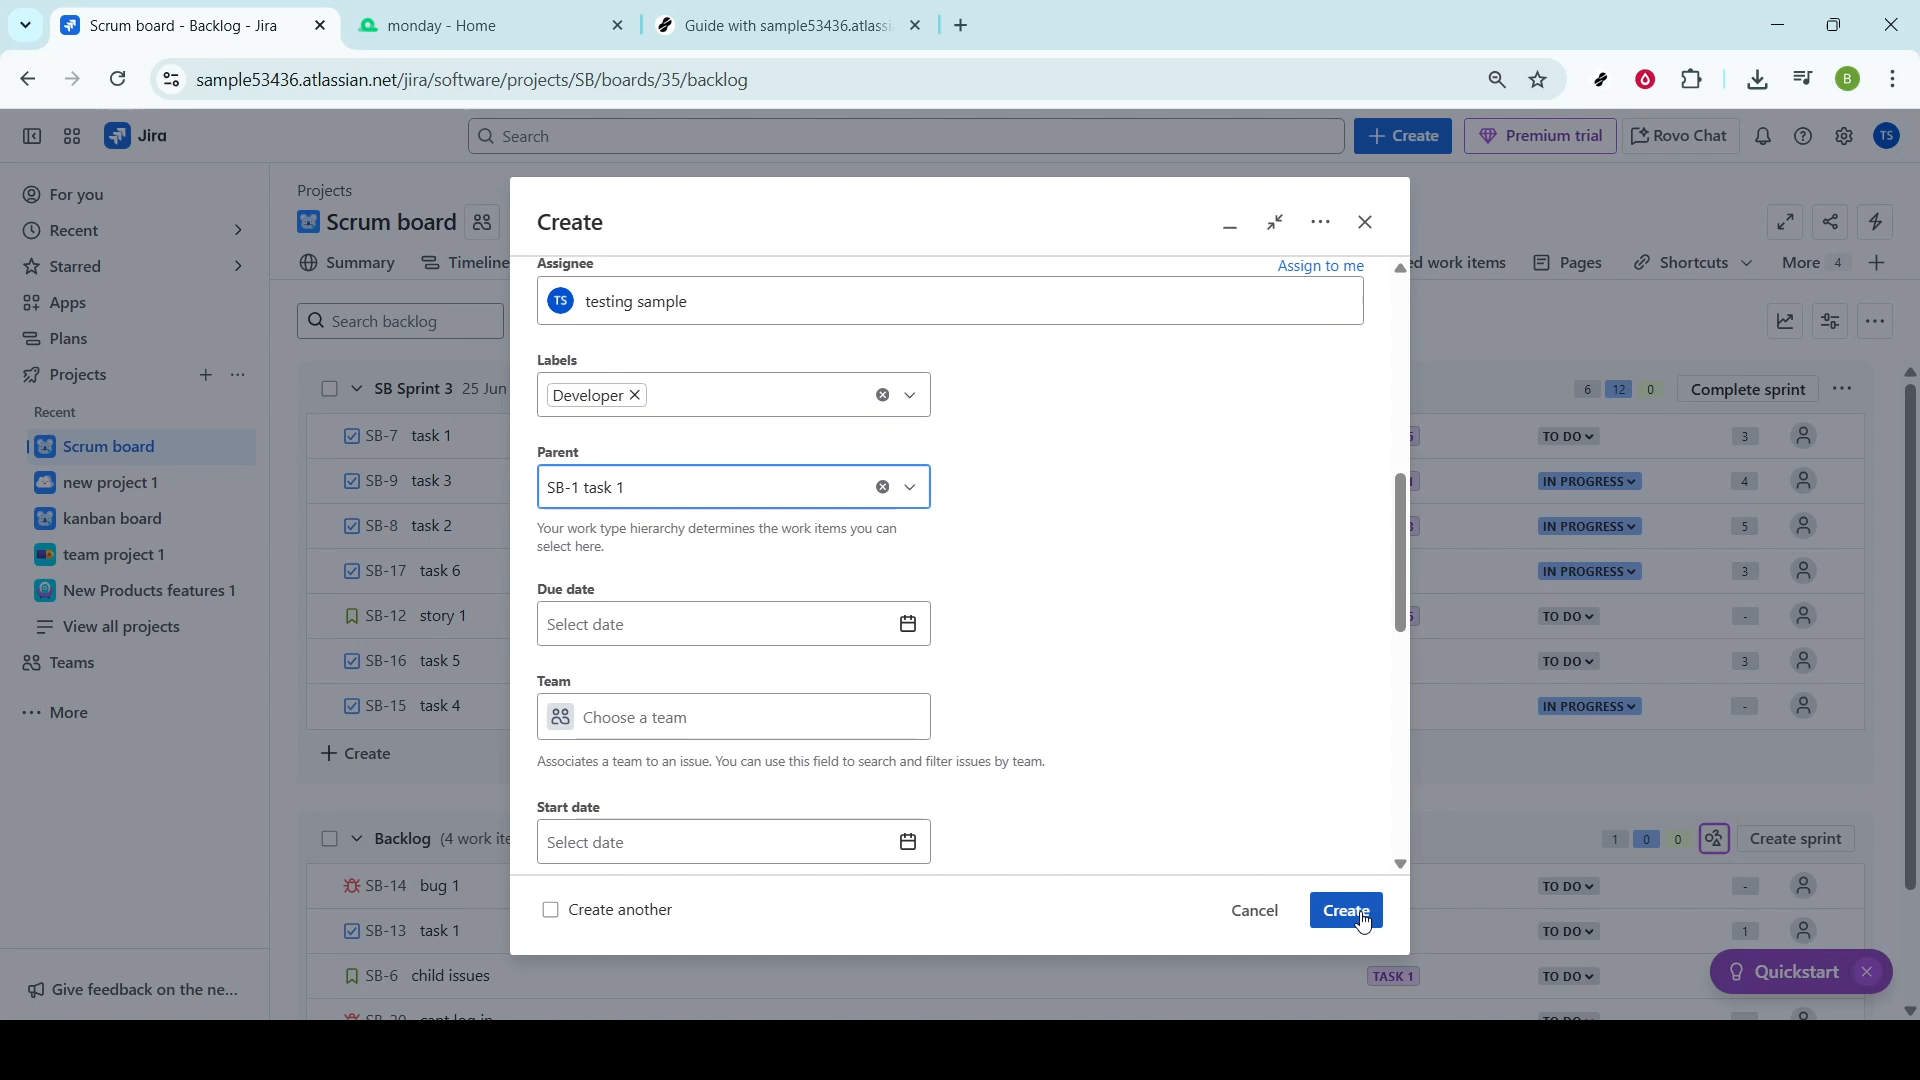 Scrum board - Backlog - Jira
monday - Home
Guide with sample53436.atlassi
sample53436.atlassian.net/jira/software/projects/SB/boards/35/backlog
B
Jira
Search
Create
Premium trial
Rovo Chat
TS
For you
Recent
Starred
Apps
Plans
Projects
Recent
Scrum board
new project 1
kanban board
team project 1
New Products features 1
View all projects
Teams
More
Give feedback on the ne...
Projects
Scrum board
Summary
Timeline
ed work items
Pages
Shortcuts
More 4
Search backlog
SB Sprint 3 25 Jun
6 12 0 Complete sprint
SB-7 task 1
TO DO 3
SB-9 task 3
IN PROGRESS 4
SB-8 task 2
IN PROGRESS 5
SB-17 task 6
IN PROGRESS 3
SB-12 story 1
TO DO -
SB-16 task 5
TO DO 3
SB-15 task 4
IN PROGRESS -
Create
Backlog (4 work ite
1 0 0 Create sprint
SB-14 bug 1
TO DO -
SB-13 task 1
TO DO 1
SB-6 child issues
TASK 1 TO DO
Quickstart
Create
Assignee
Assign to me
TS testing sample
Labels
Developer
Parent
SB-1 task 1
Your work type hierarchy determines the work items you can
select here.
Due date
Select date
Team
Choose a team
Associates a team to an issue. You can use this field to search and filter issues by team.
Start date
Select date
Create another
Cancel
Create